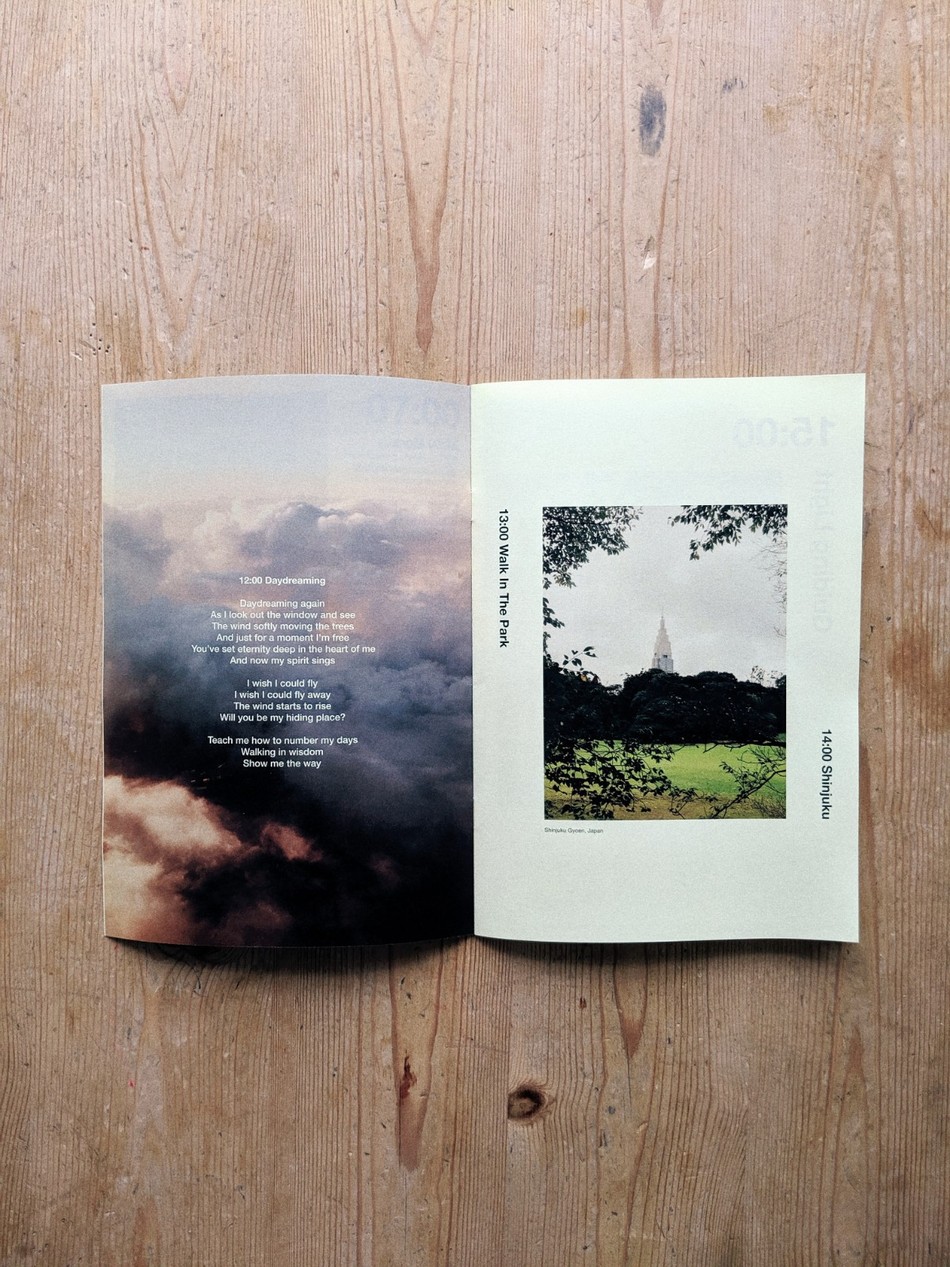 12:00 Daydreaming
Daydreaming again
As I look out the window and see
The wind softly moving the trees
And just for a moment I'm free
You've set eternity deep in the heart of me
And now my spirit sings
I wish I could fly
I wish I could fly away
The wind starts to rise
Will you be my hiding place?
Teach me how to number my days
Walking in wisdom
Show me the way
13:00 Walk In The Park
Shinjuku Gyoen, Japan
14:00 Shinjuku
15:00